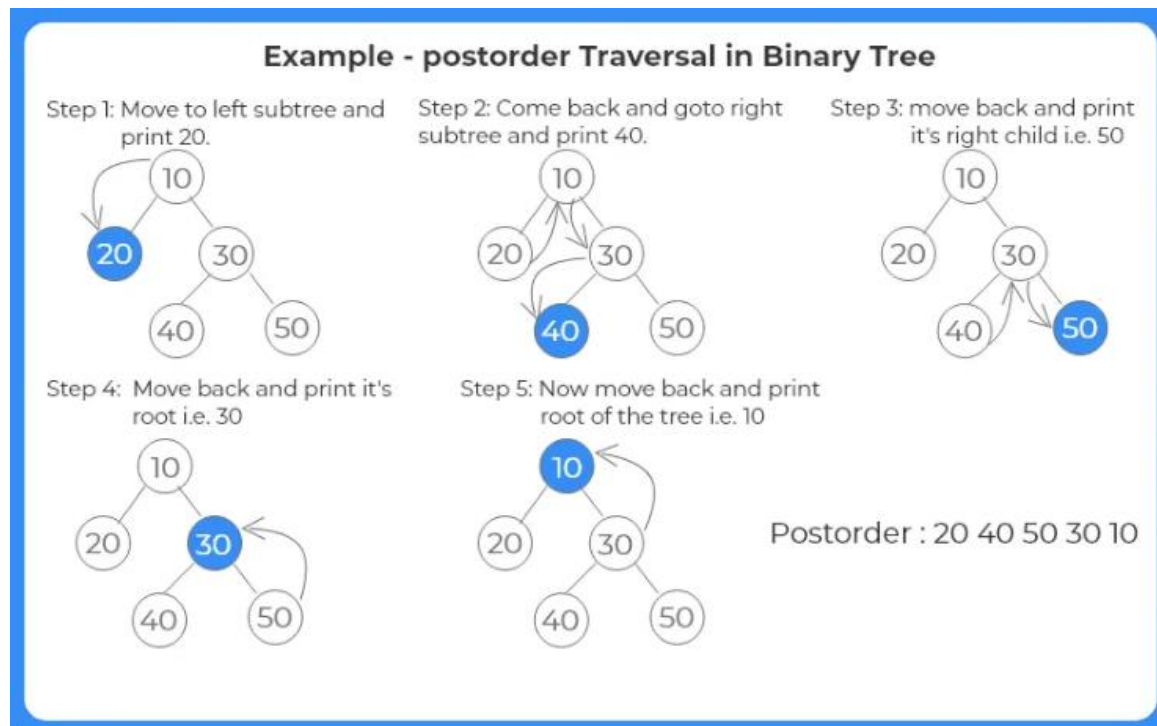 Example - postorder Traversal in Binary Tree
Step 1: Move to left subtree and
print 20.
10
20
30
40
50
Step 2: Come back and goto right
subtree and print 40.
10
20
30
40
50
Step 3: move back and print
it's right child i.e. 50
10
20
30
40
50
Step 4: Move back and print it's
root i.e. 30
10
20
30
40
50
Step 5: Now move back and print
root of the tree i.e. 10
10
20
30
40
50
Postorder : 20 40 50 30 10